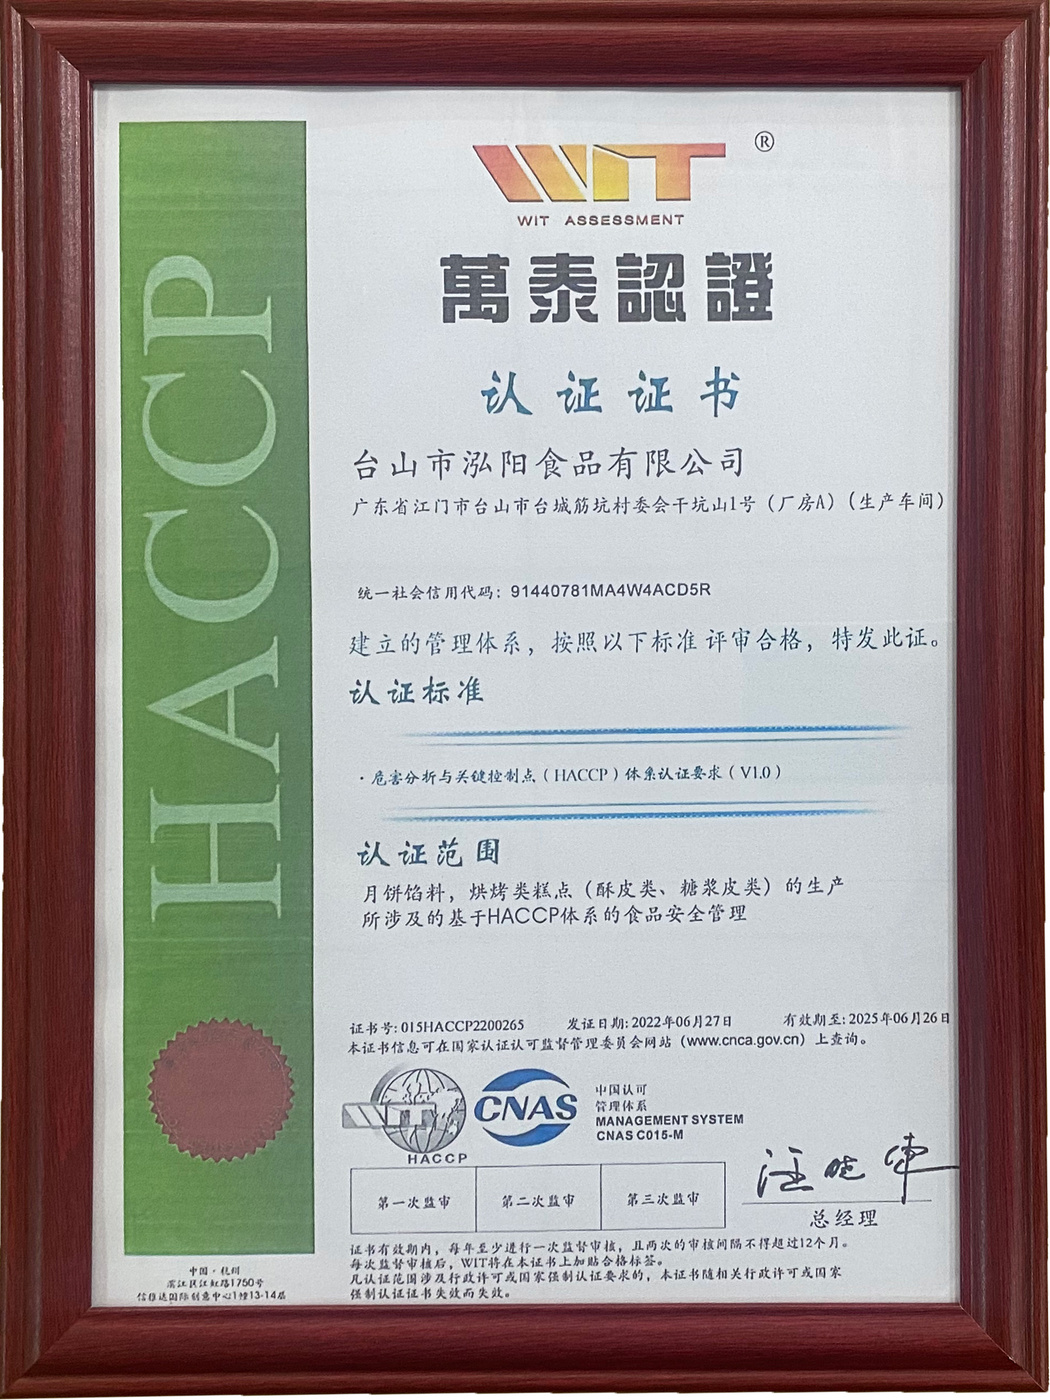 HACCP
WIT ®
WIT ASSESSMENT
萬泰認證
认证证书
台山市泓阳食品有限公司
广东省江门市台山市台城筋坑村委会干坑山1号（厂房A）（生产车间）
统一社会信用代码：91440781MA4W4ACD5R
建立的管理体系，按照以下标准评审合格，特发此证。
认证标准
·危害分析与关键控制点（HACCP）体系认证要求（V1.0）
认证范围
月饼馅料，烘烤类糕点（酥皮类、糖浆皮类）的生产
所涉及的基于HACCP体系的食品安全管理
证书号:015HACCP2200265 发证日期:2022年06月27日 有效期至:2025年06月26日
本证书信息可在国家认证认可监督管理委员会网站（www.cnca.gov.cn）上查询。
WIT
HACCP
CNAS
中国认可
管理体系
MANAGEMENT SYSTEM
CNAS C015-M
第一次监审 第二次监审 第三次监审
总经理
证书有效期内，每年至少进行一次监督审核，且两次的审核间隔不得超过12个月。
每次监督审核后，WIT将在本证书上加贴合格标签。
凡认证范围涉及行政许可或国家强制认证要求的，本证书随相关行政许可或国家
强制认证证书失效而失效。
中国·杭州
滨江区江虹路1750号
信雅达国际创意中心1幢13-14层